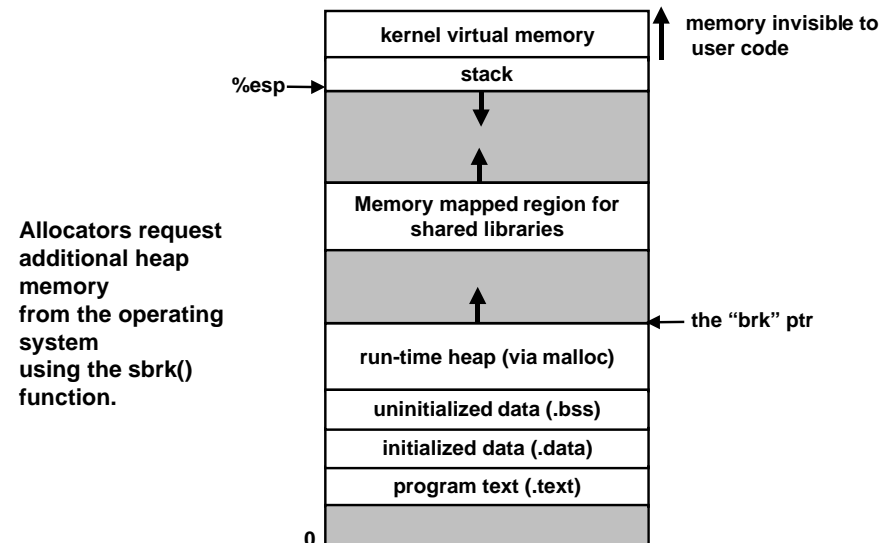 kernel virtual memory
memory invisible to
user code
stack
%esp
Memory mapped region for
shared libraries
Allocators request
additional heap
memory
from the operating
system
using the sbrk()
function.
the “brk” ptr
run-time heap (via malloc)
uninitialized data (.bss)
initialized data (.data)
program text (.text)
0